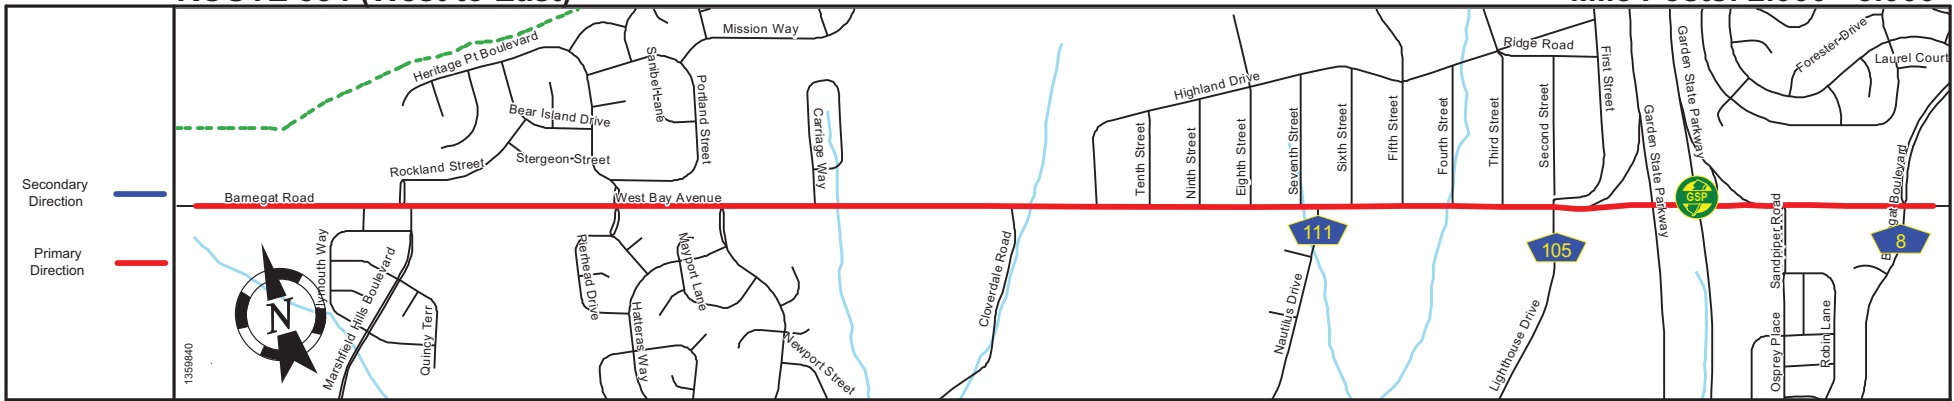 Secondary
Direction
Primary
Direction
1359840
Barnegat Road
West Bay Avenue
Heritage Pt Boulevard
Mission Way
Sanibel Lane
Portland Street
Bear Island Drive
Stergeon Street
Rockland Street
Carriage Way
Highland Drive
Ridge Road
Tenth Street
Ninth Street
Eighth Street
Seventh Street
Sixth Street
Fifth Street
Fourth Street
Third Street
Second Street
First Street
Garden State Parkway
Garden State Parkway
Forester Drive
Laurel Court
GSP
N
Plymouth Way
Marshfield Hills Boulevard
Quincy Terr
Pierhead Drive
Hatteras Way
Mayport Lane
Newport Street
Cloverdale Road
Nautilus Drive
111
Lighthouse Drive
105
Sandpiper Road
Osprey Place
Robin Lane
8